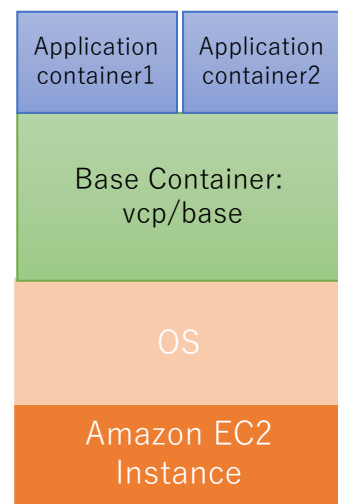 Application
container1
Application
container2
Base Container:
vcp/base
OS
Amazon EC2
Instance